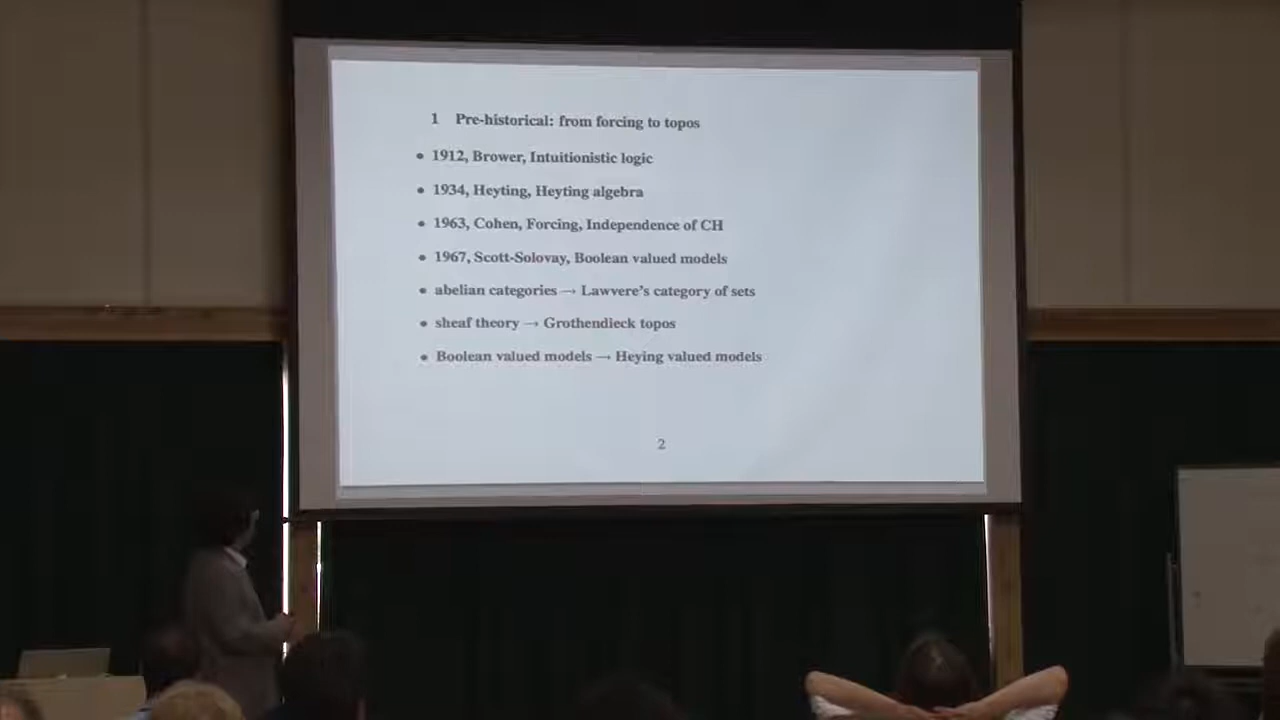 1 Pre-historical: from forcing to topos
• 1912, Brower, Intuitionistic logic
• 1934, Heyting, Heyting algebra
• 1963, Cohen, Forcing, Independence of CH
• 1967, Scott-Solovay, Boolean valued models
• abelian categories → Lawvere's category of sets
• sheaf theory → Grothendieck topos
• Boolean valued models → Heying valued models
2